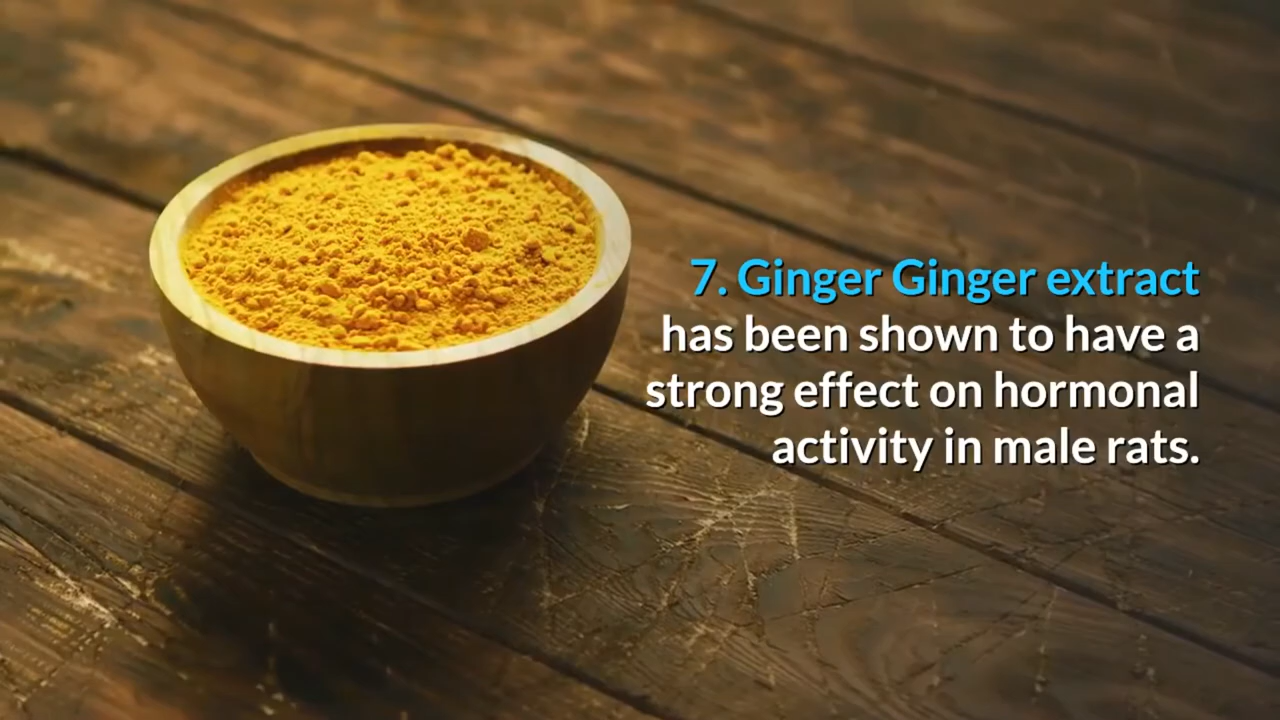 7. Ginger Ginger extract
has been shown to have a
strong effect on hormonal
activity in male rats.